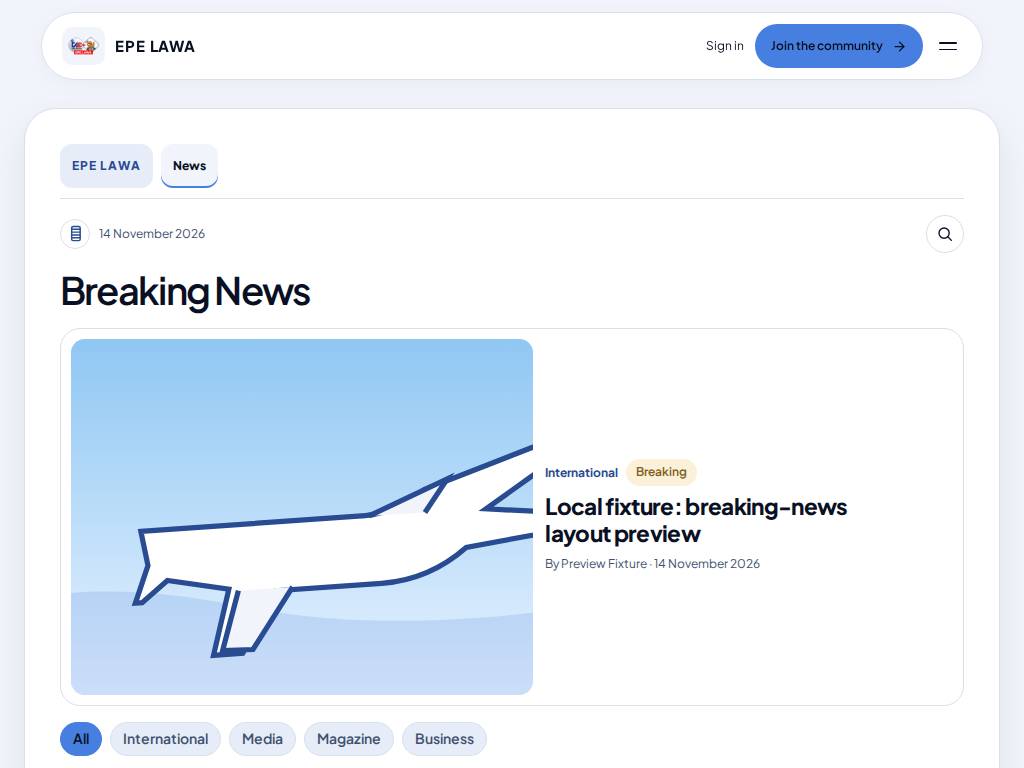 EPE LAWA
Sign in
Join the community
EPE LAWA
News
14 November 2026
Breaking News
International
Breaking
Local fixture: breaking-news
layout preview
By Preview Fixture · 14 November 2026
All
International
Media
Magazine
Business